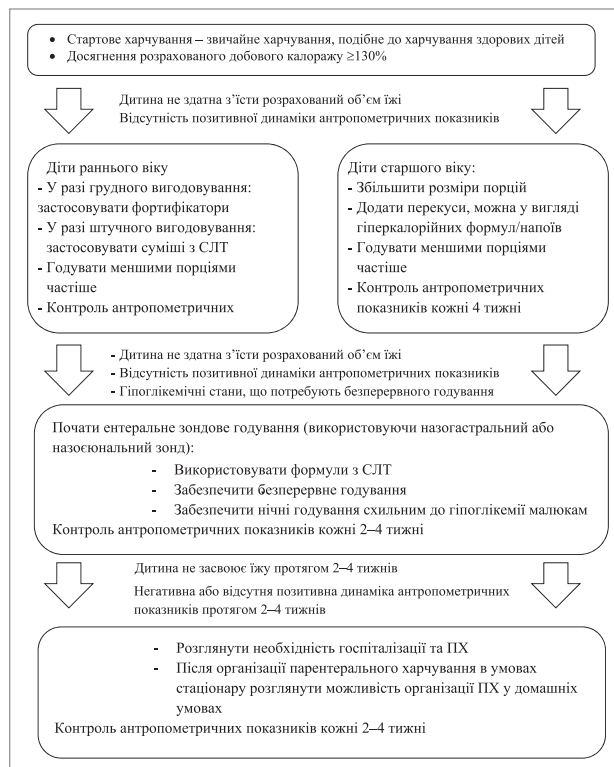 • Стартове харчування – звичайне харчування, подібне до харчування здорових дітей
• Досягнення розрахованого добового калоражу ≥130%
Дитина не здатна з’їсти розрахований об’єм їжі
Відсутність позитивної динаміки антропометричних показників
Діти раннього віку
- У разі грудного вигодовування:
застосовувати фортифікатори
- У разі штучного вигодовування:
застосовувати суміші з СЛТ
- Годувати меншими порціями
частіше
- Контроль антропометричних
Діти старшого віку:
- Збільшити розміри порцій
- Додати перекуси, можна у вигляді
гіперкалорійних формул/напоїв
- Годувати меншими порціями
частіше
- Контроль антропометричних
показників кожні 4 тижні
- Дитина не здатна з’їсти розрахований об’єм їжі
- Відсутність позитивної динаміки антропометричних показників
- Гіпоглікемічні стани, що потребують безперервного годування
Почати ентеральне зондове годування (використовуючи назогастральний або
назоєюнальний зонд):
- Використовувати формули з СЛТ
- Забезпечити безперервне годування
- Забезпечити нічні годування схильним до гіпоглікемії малюкам
Контроль антропометричних показників кожні 2–4 тижні
Дитина не засвоює їжу протягом 2–4 тижнів
Негативна або відсутня позитивна динаміка антропометричних
показників протягом 2–4 тижнів
- Розглянути необхідність госпіталізації та ПХ
- Після організації парентерального харчування в умовах
стаціонару розглянути можливість організації ПХ у домашніх
умовах
Контроль антропометричних показників кожні 2–4 тижні